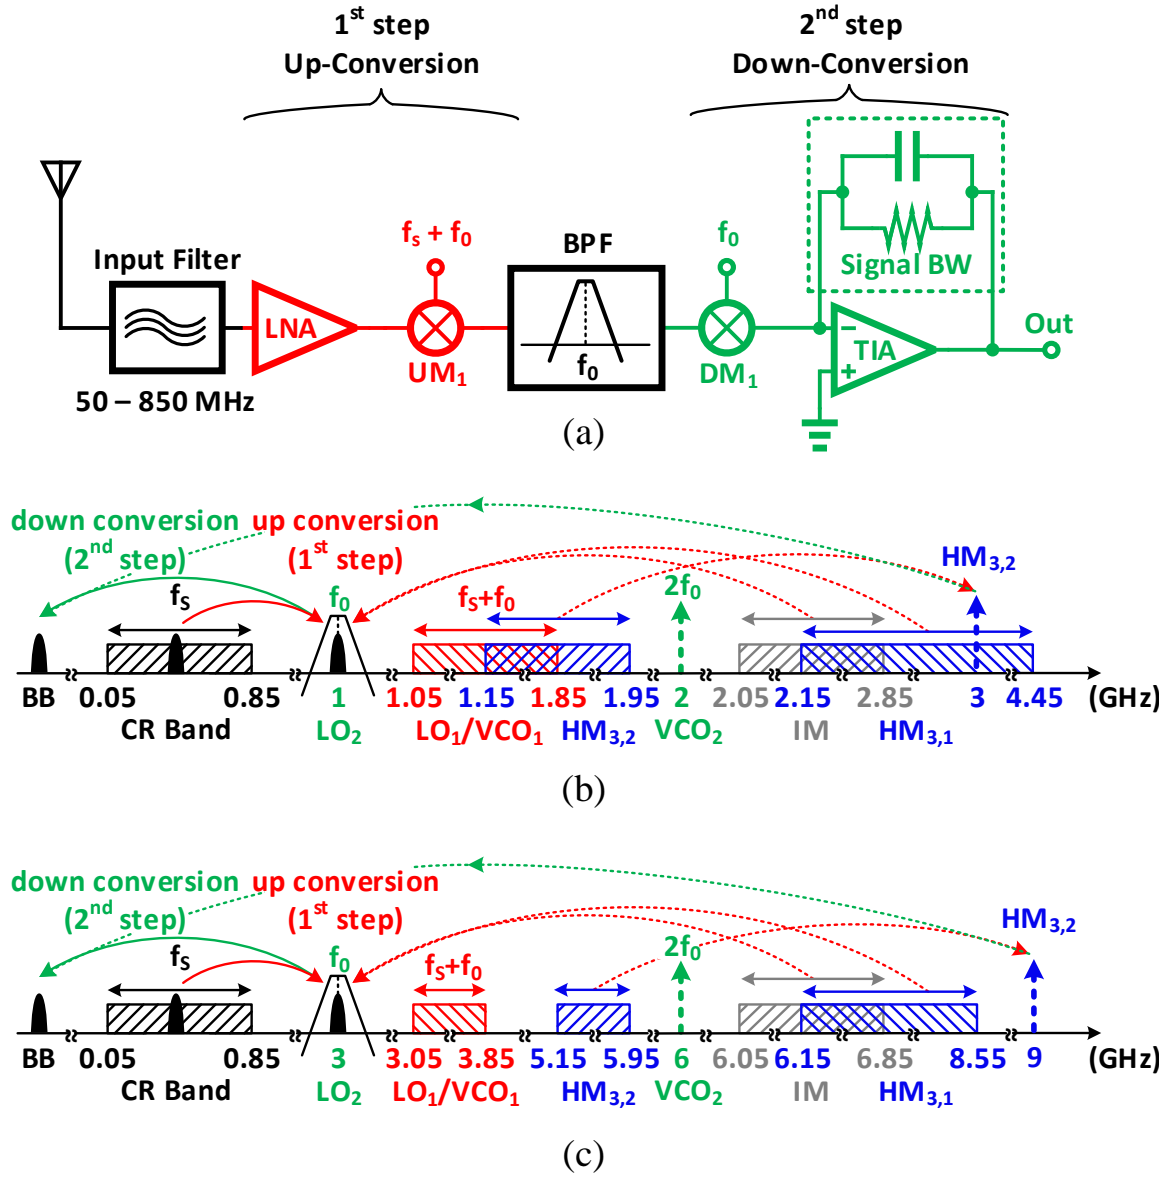 1st step
Up-Conversion
2nd step
Down-Conversion
Input Filter
50 – 850 MHz
LNA
fs + f0
UM1
BPF
f0
f0
DM1
Signal BW
TIA
Out
(a)
down conversion
(2nd step)
up conversion
(1st step)
fS
f0
fS+f0
2f0
HM3,2
BB 0.05 0.85 1 1.05 1.15 1.85 1.95 2 2.05 2.15 2.85 3 4.45 (GHz)
CR Band LO2 LO1/VCO1 HM3,2 VCO2 IM HM3,1
(b)
down conversion
(2nd step)
up conversion
(1st step)
fS
f0
fS+f0
2f0
HM3,2
BB 0.05 0.85 3 3.05 3.85 5.15 5.95 6 6.05 6.15 6.85 8.55 9 (GHz)
CR Band LO2 LO1/VCO1 HM3,2 VCO2 IM HM3,1
(c)